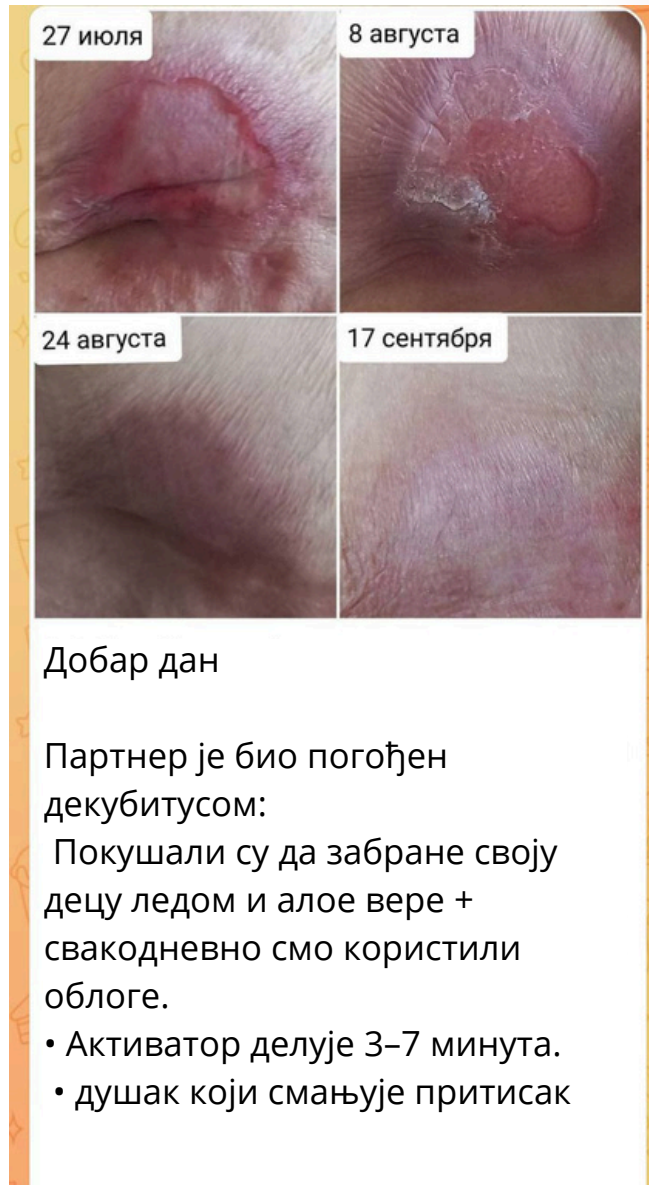 27 июля
8 августа
24 августа
17 сентября
Добар дан
Партнер је био погођен
декубитусом:
Покушали су да забране своју
децу ледом и алое вере +
свакодневно смо користили
облоге.
• Активатор делује 3–7 минута.
• душак који смањује притисак